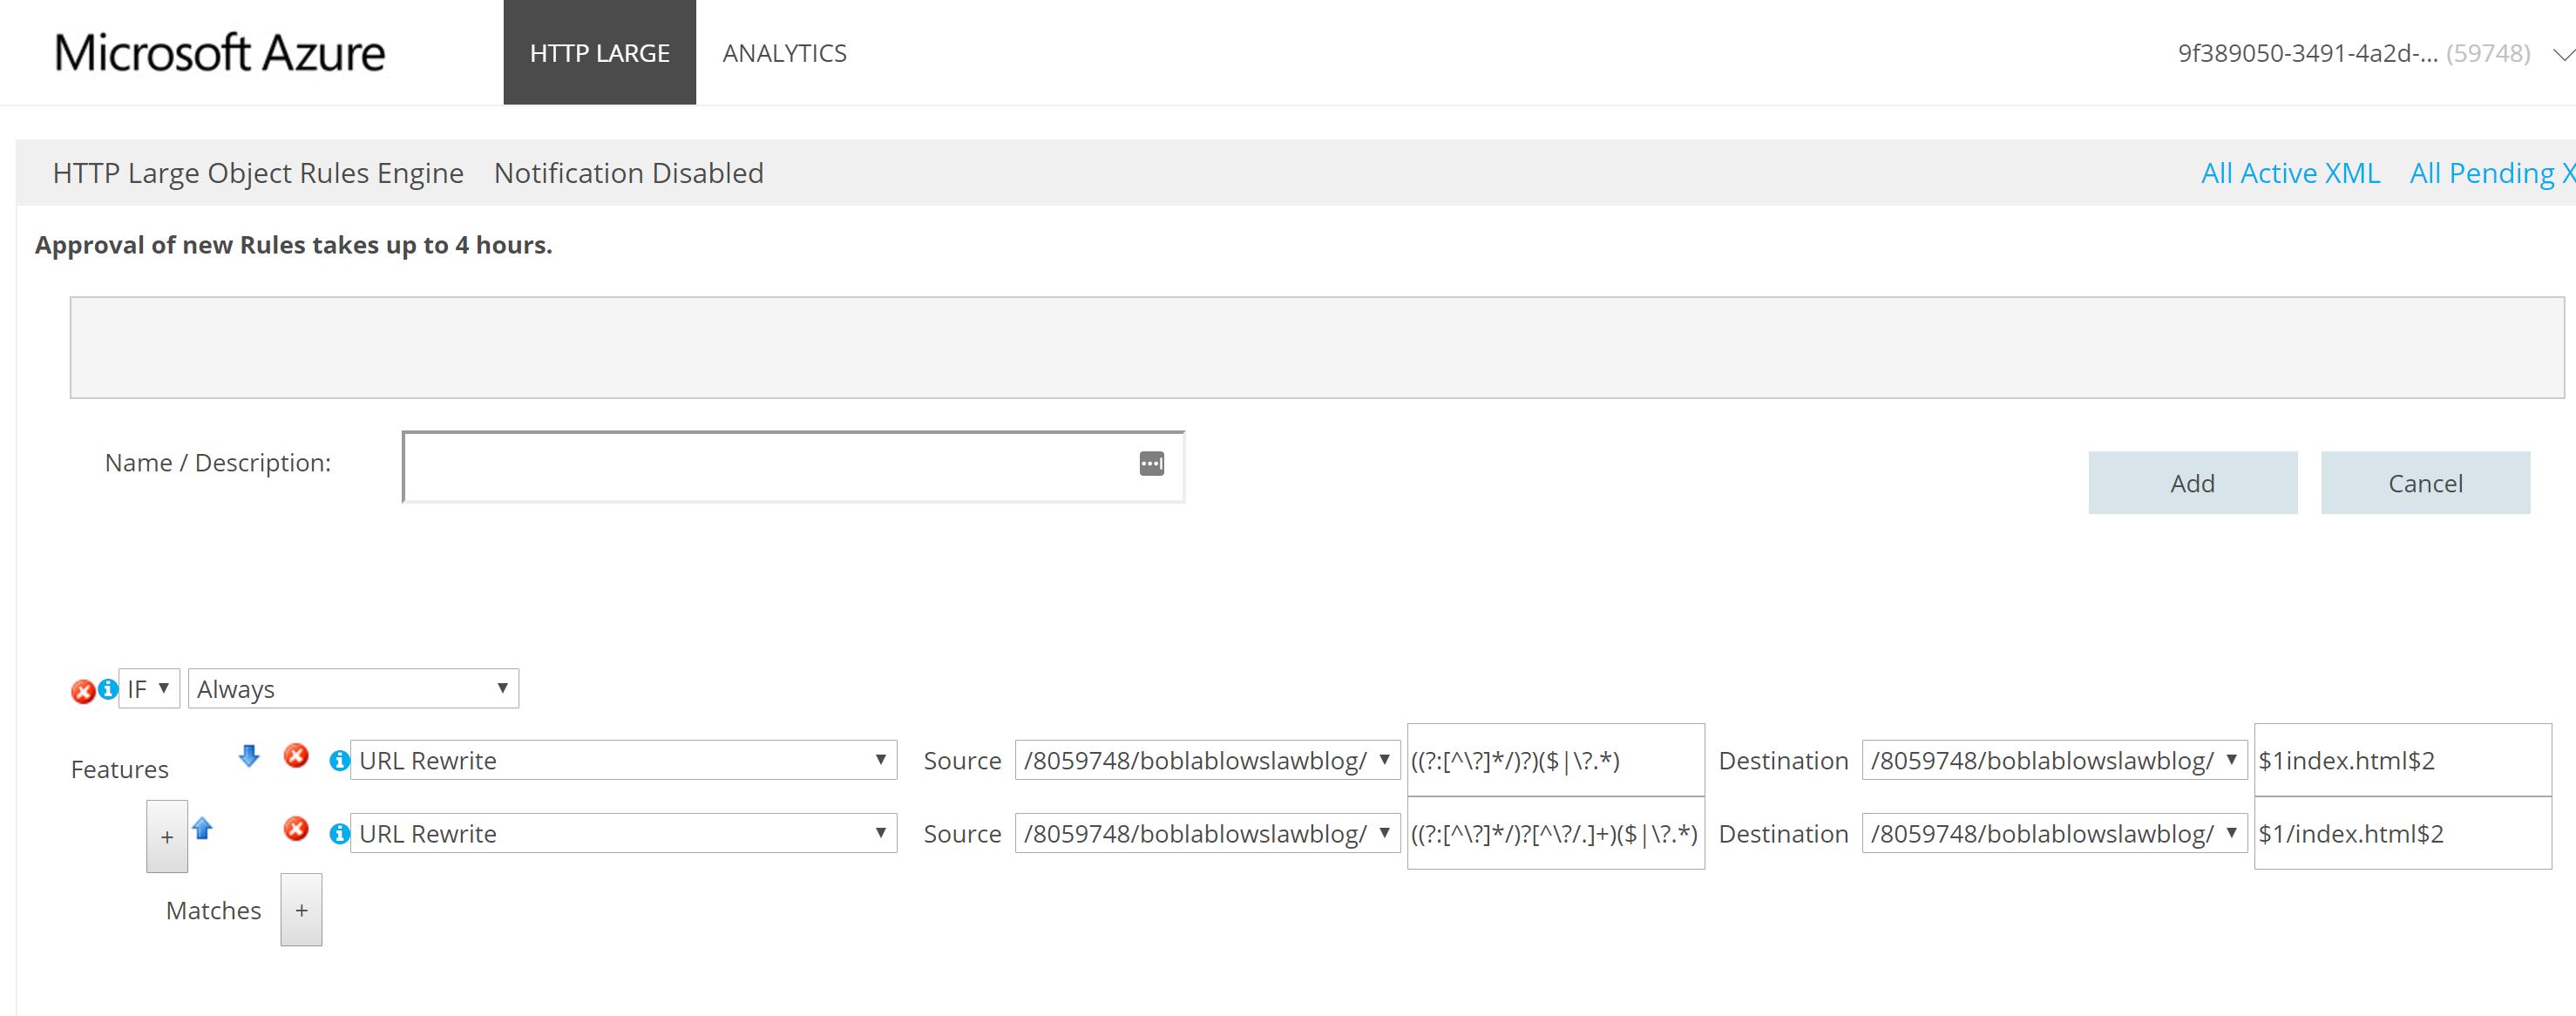 Microsoft Azure HTTP LARGE ANALYTICS 9f389050-3491-4a2d-... (59748)
HTTP Large Object Rules Engine Notification Disabled All Active XML All Pending X
Approval of new Rules takes up to 4 hours.
Name / Description:
Add Cancel
IF Always
Features URL Rewrite Source /8059748/boblablowslawblog/ ((?:[^\?]*/)?)($|\?.*) Destination /8059748/boblablowslawblog/ $1index.html$2
+ URL Rewrite Source /8059748/boblablowslawblog/ ((?:[^\?]*/)?[^\?/.]+)($|\?.*) Destination /8059748/boblablowslawblog/ $1/index.html$2
Matches +